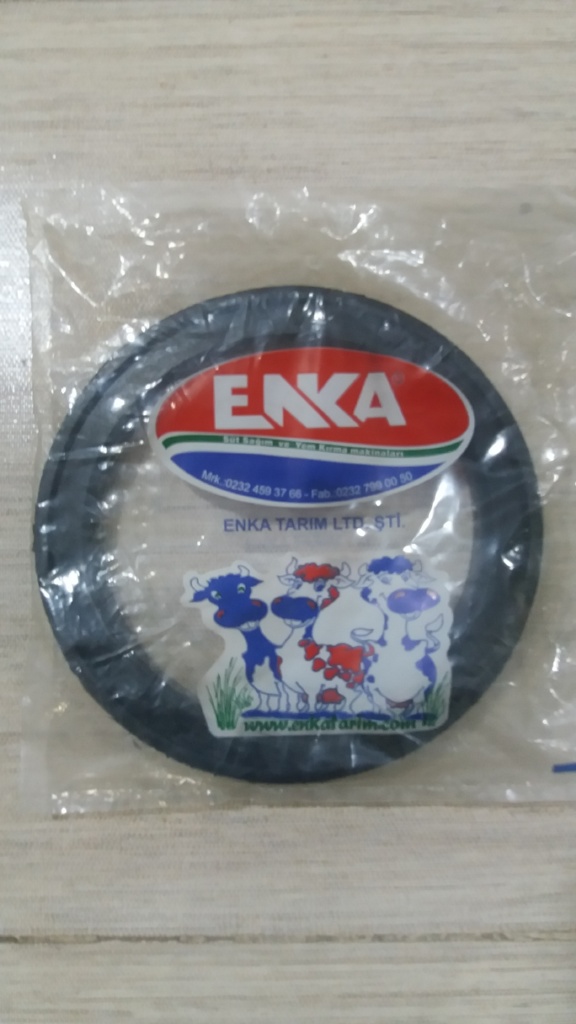 ENKA
Süt Sağım ve Yem Kırma makinaları
Mrk.:0232 459 37 66 - Fab.:0232 799 00 50
ENKA TARIM LTD. ŞTİ.
www.enkatarim.com